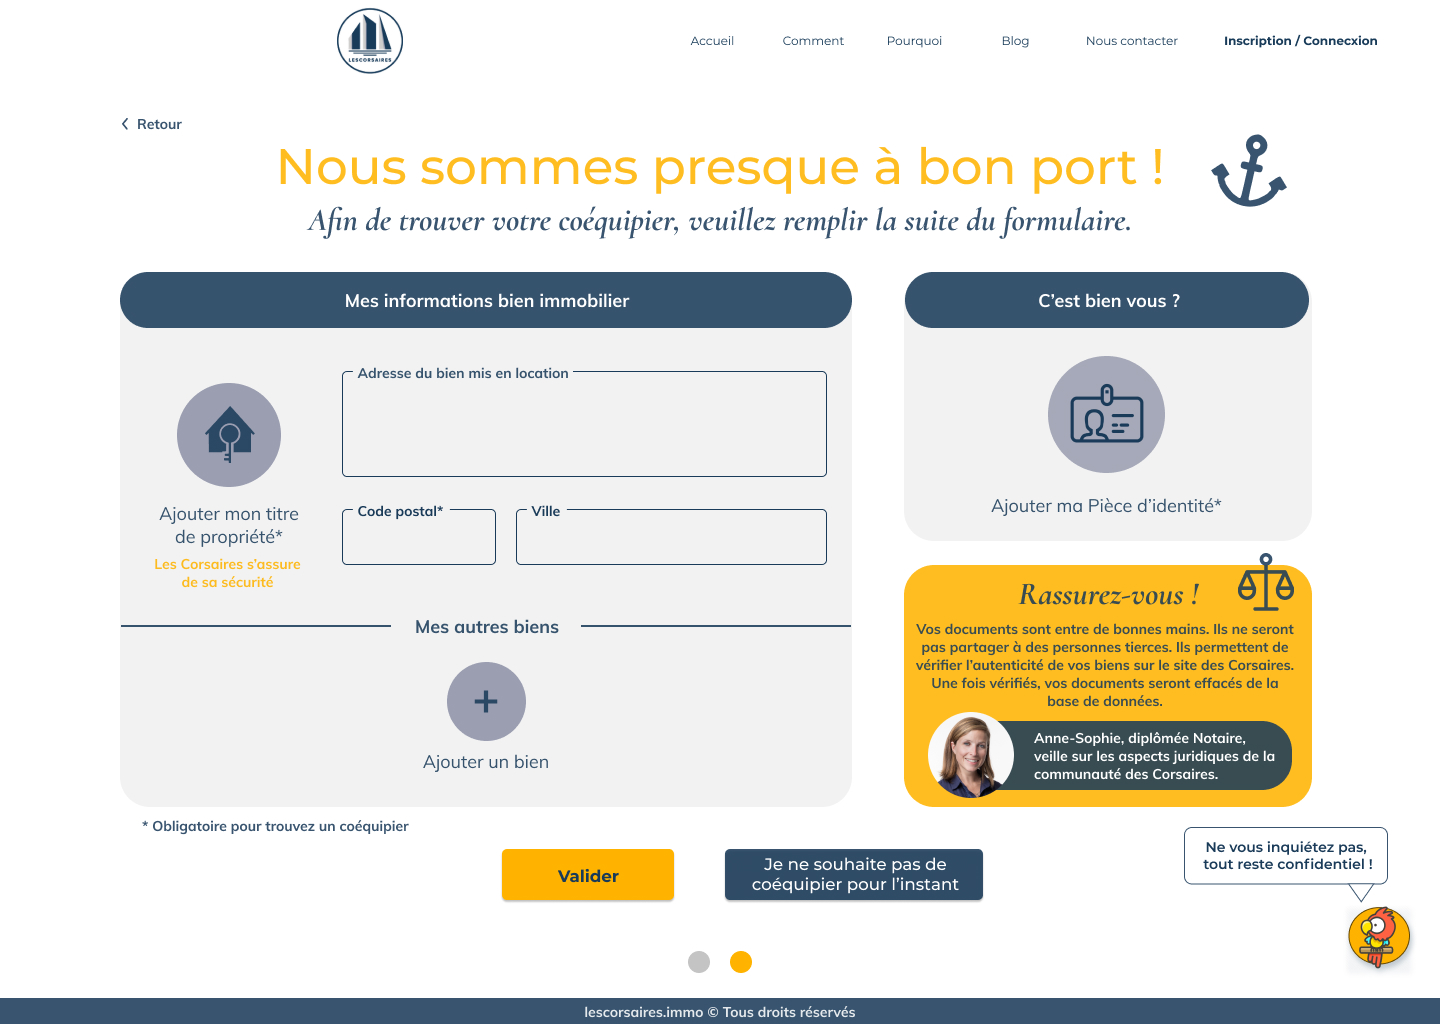 LESCORSAIRES
Accueil
Comment
Pourquoi
Blog
Nous contacter
Inscription / Connecxion
Retour
Nous sommes presque à bon port !
Afin de trouver votre coéquipier, veuillez remplir la suite du formulaire.
Mes informations bien immobilier
Adresse du bien mis en location
Ajouter mon titre
de propriété*
Les Corsaires s’assure
de sa sécurité
Code postal*
Ville
Mes autres biens
+
Ajouter un bien
* Obligatoire pour trouvez un coéquipier
C’est bien vous ?
Ajouter ma Pièce d’identité*
Rassurez-vous !
Vos documents sont entre de bonnes mains. Ils ne seront
pas partager à des personnes tierces. Ils permettent de
vérifier l’autenticité de vos biens sur le site des Corsaires.
Une fois vérifiés, vos documents seront effacés de la
base de données.
Anne-Sophie, diplômée Notaire,
veille sur les aspects juridiques de la
communauté des Corsaires.
Valider
Je ne souhaite pas de
coéquipier pour l’instant
Ne vous inquiétez pas,
tout reste confidentiel !
lescorsaires.immo © Tous droits réservés